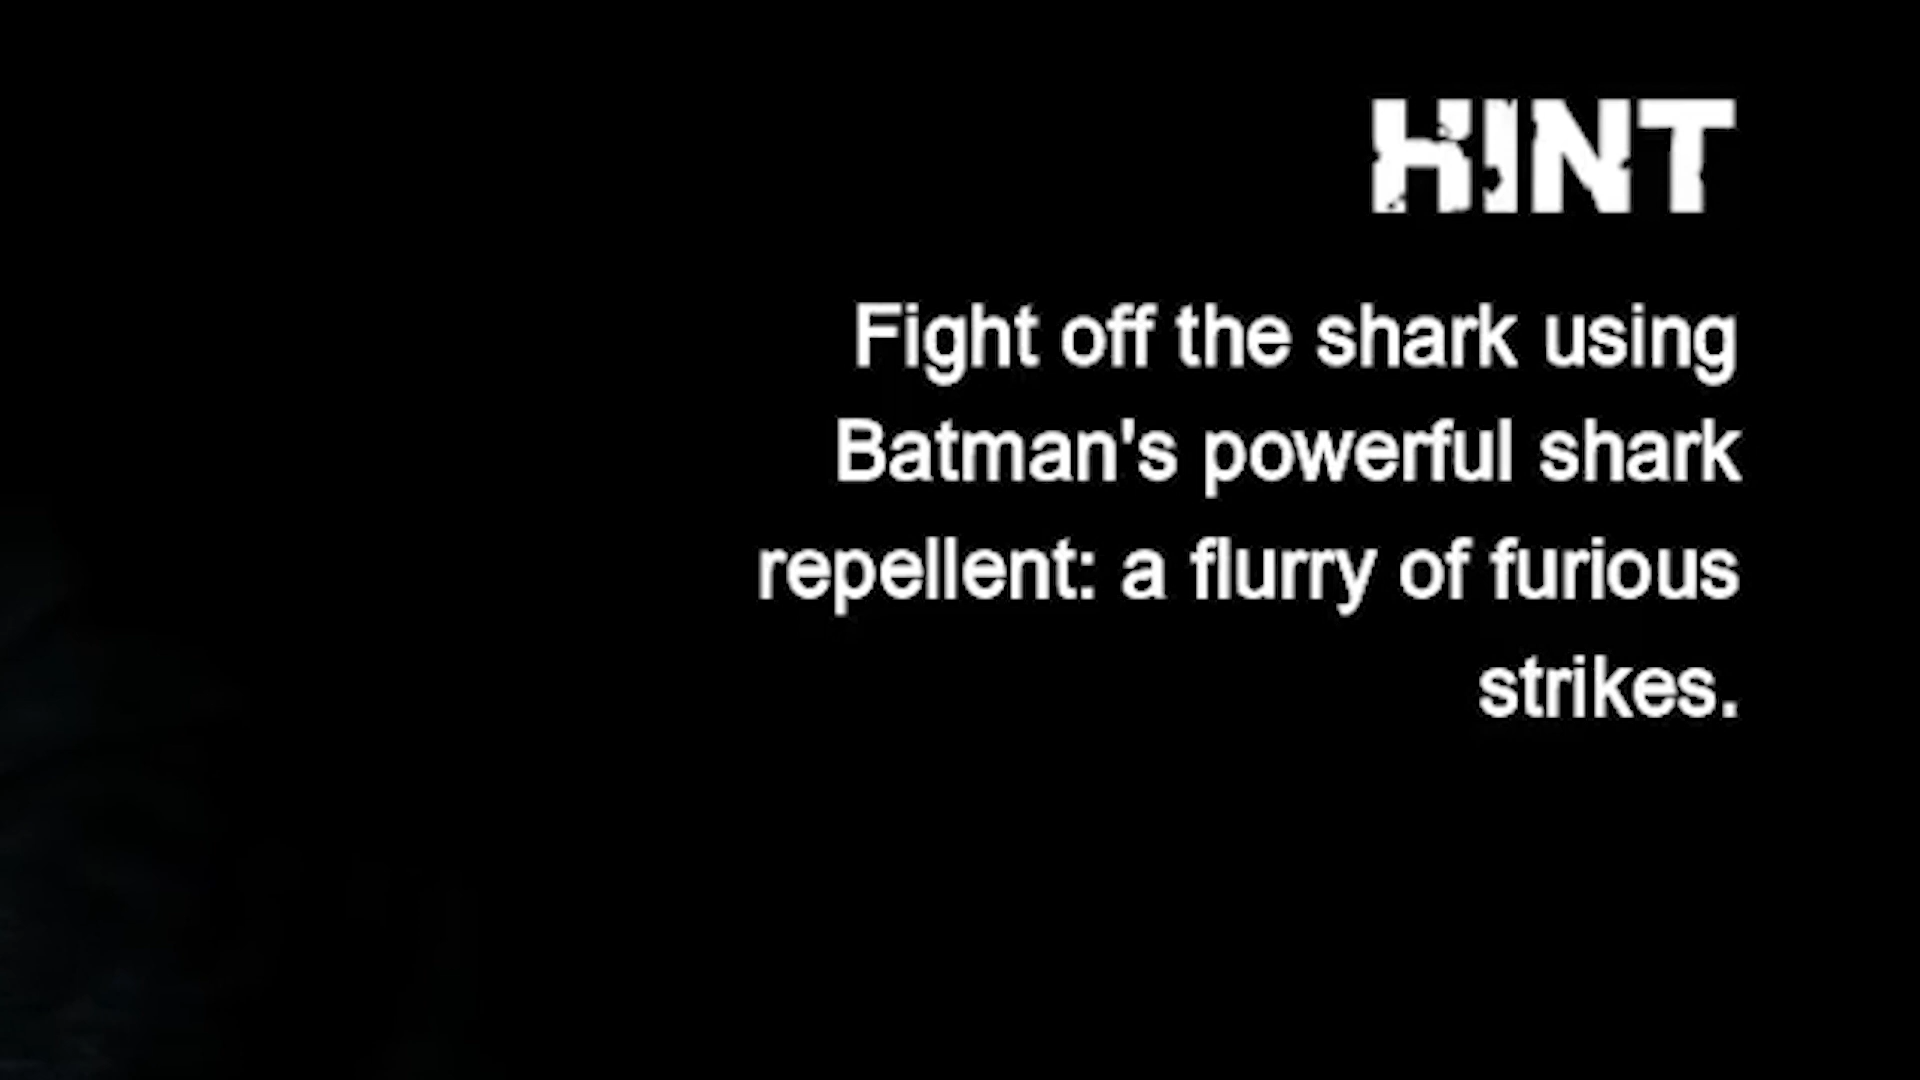 HINT
Fight off the shark using
Batman's powerful shark
repellent: a flurry of furious
strikes.